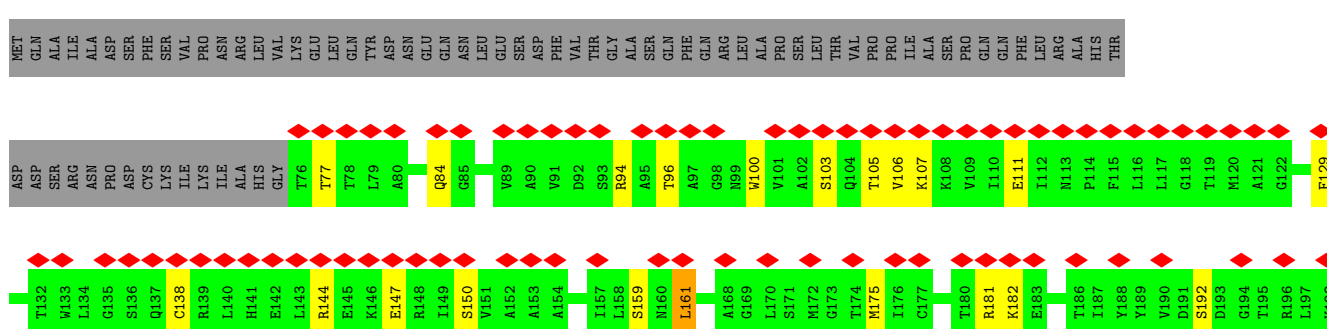 MET GLN ALA ILE ALA ASP SER PHE SER VAL PRO ASN ARG LEU VAL LYS GLU LEU GLN TYR ASP ASN GLU GLN ASN LEU GLU SER ASP PHE VAL THR GLY ALA SER GLN PHE GLN ARG LEU ALA PRO SER LEU THR VAL PRO PRO ILE ALA SER PRO GLN GLN PHE LEU ARG ALA HIS THR
ASP ASP SER ARG ASN PRO ASP CYS LYS ILE LYS ILE ALA HIS GLY T76 T77 T78 L79 A80 Q84 G85 V89 A90 V91 D92 S93 R94 A95 T96 A97 G98 N99 W100 V101 A102 S103 Q104 T105 V106 K107 K108 V109 I110 E111 I112 N113 P114 F115 L116 L117 G118 T119 M120 A121 G122 F129
T132 W133 L134 G135 S136 Q137 C138 R139 L140 H141 E142 L143 R144 E145 K146 E147 R148 I149 S150 V151 A152 A153 A154 I157 L158 S159 N160 L161 A168 G169 L170 S171 M172 G173 T174 M175 I176 C177 T180 R181 K182 E183 T186 I187 Y188 Y189 V190 D191 S192 D193 G194 T195 R196 L197